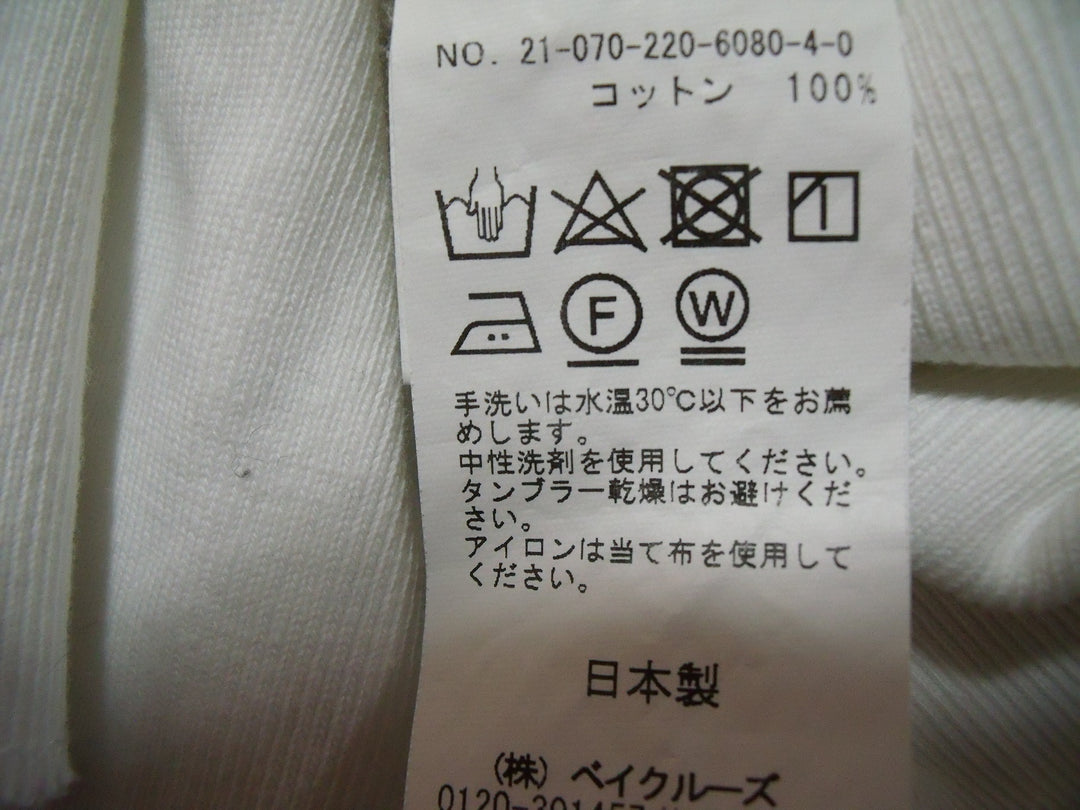 NO. 21-070-220-6080-4-0
コットン 100%
F W
手洗いは水温30℃以下をお薦
めします。
中性洗剤を使用してください。
タンブラー乾燥はお避けくだ
さい。
アイロンは当て布を使用して
ください。
日本製
(株) ベイクルーズ